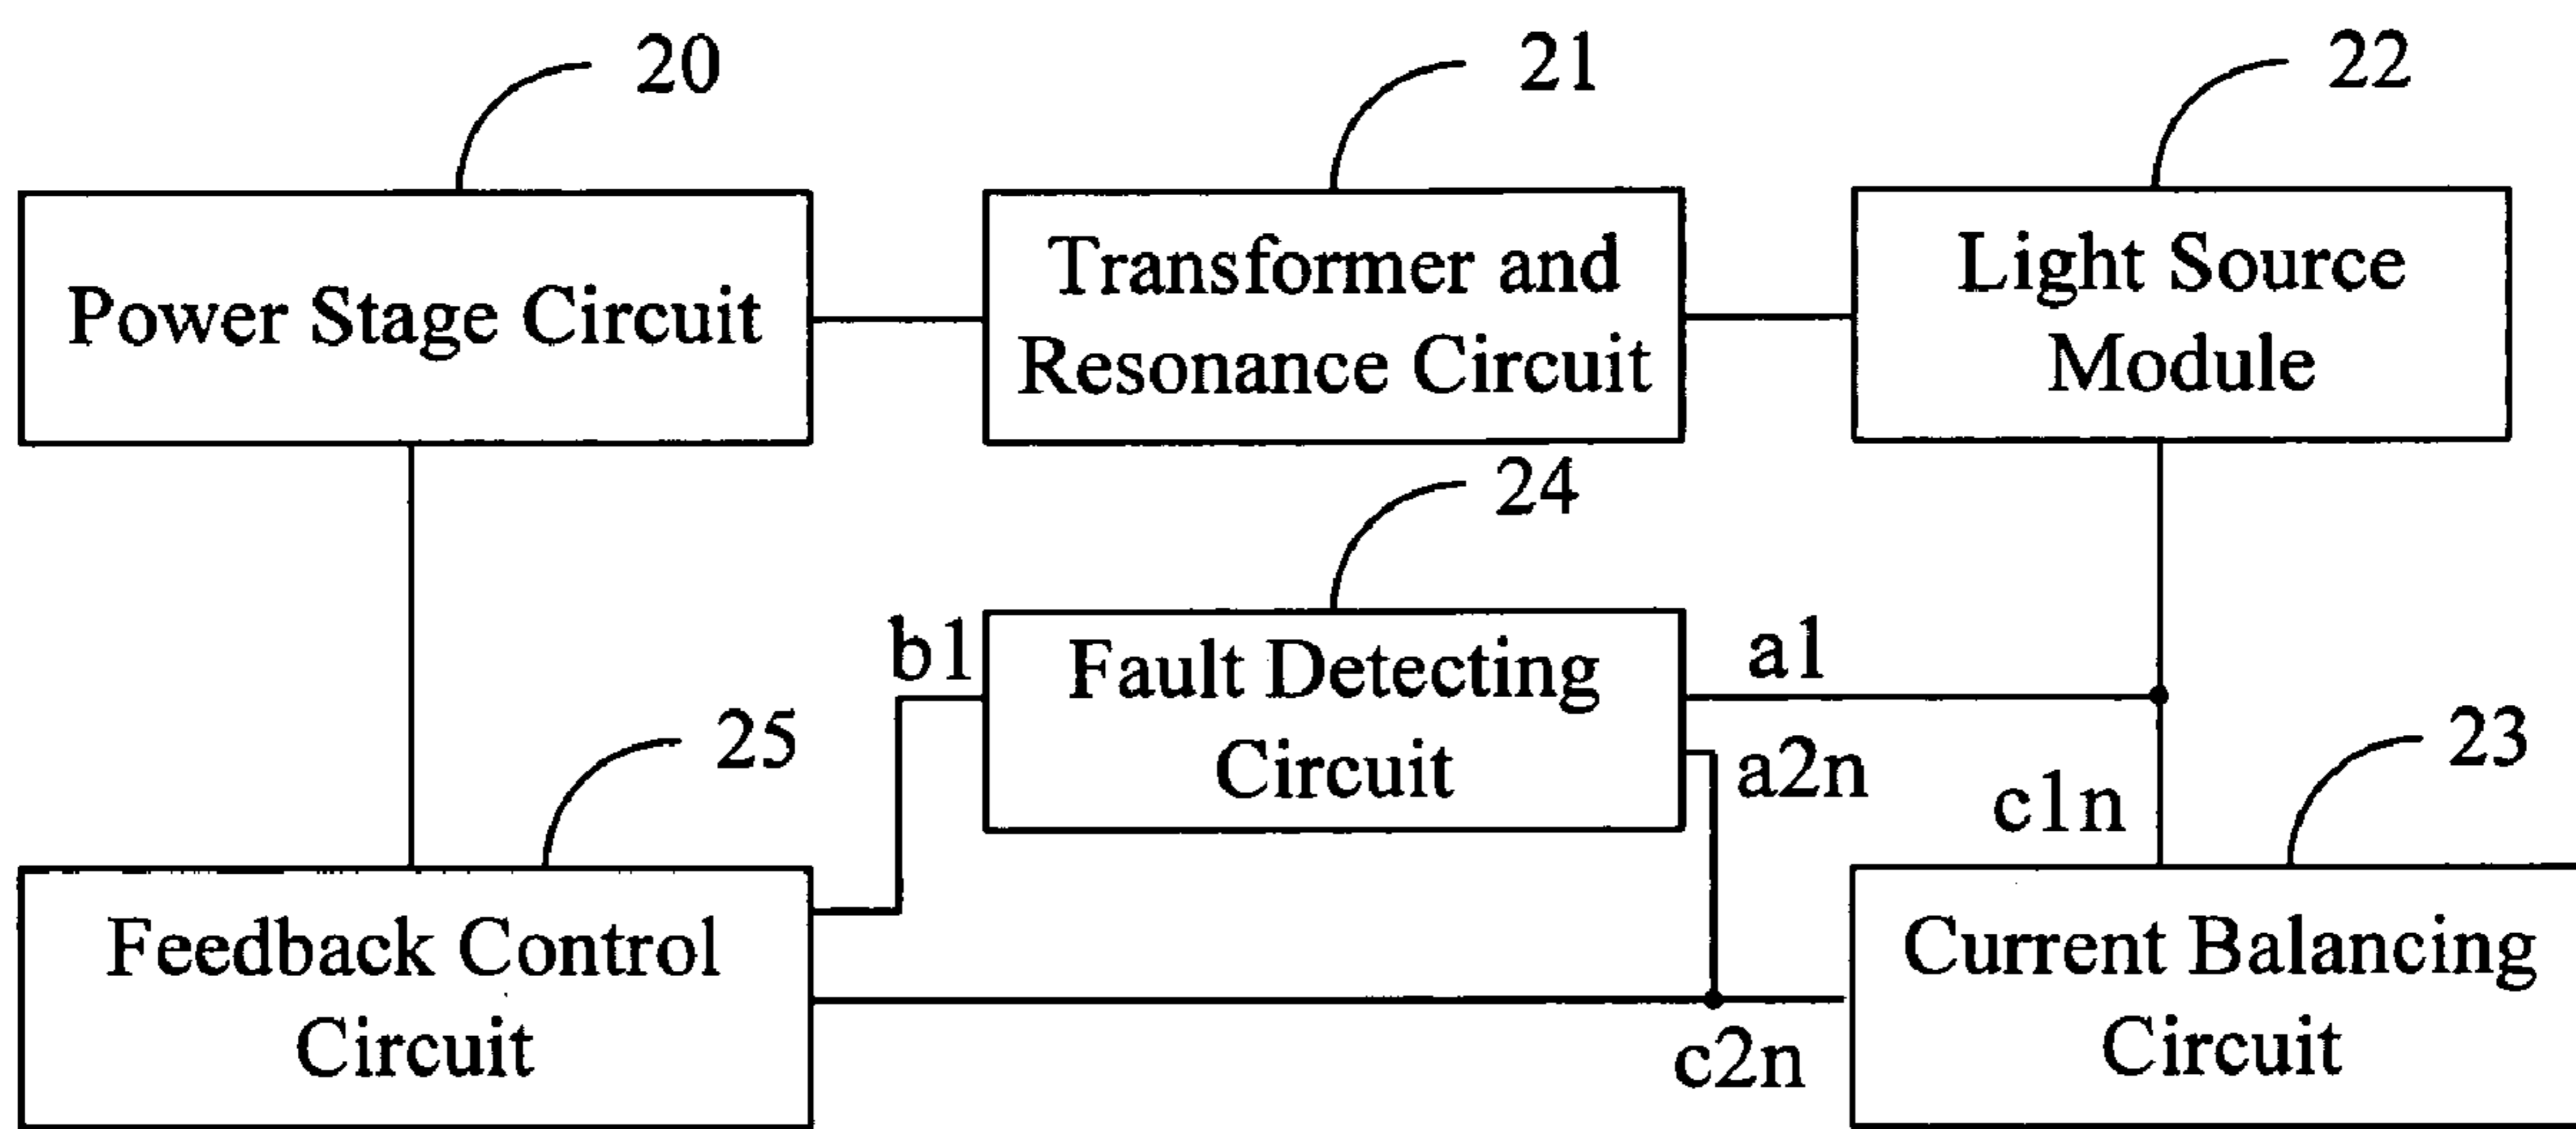 20
21
22
Power Stage Circuit
Transformer and
Resonance Circuit
Light Source
Module
24
b1
Fault Detecting
Circuit
a1
a2n
25
23
c1n
Feedback Control
Circuit
c2n
Current Balancing
Circuit